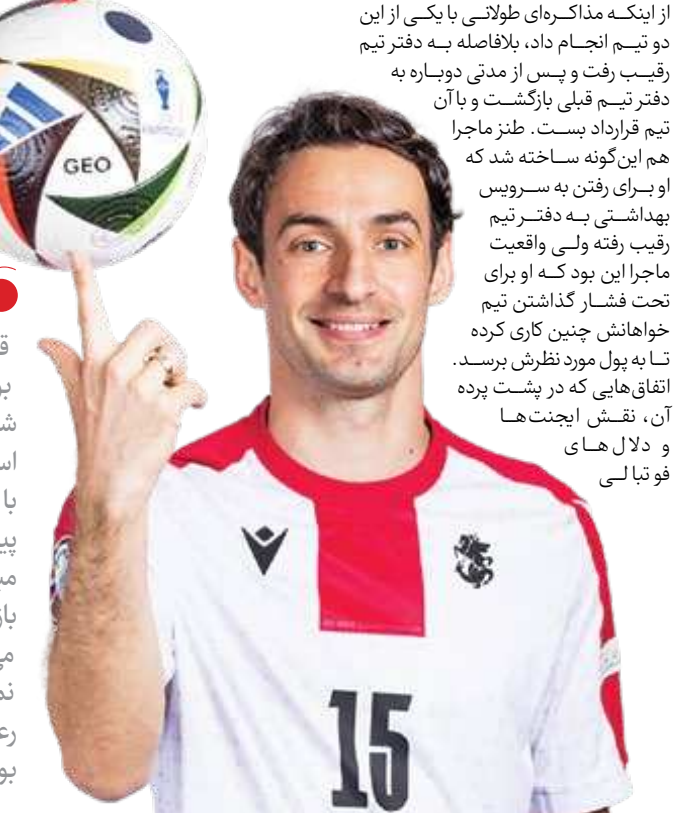 از اینکه مذاکره‌ای طولانی با یکی از این
دو تیم انجام داد، بلافاصله به دفتر تیم
رقیب رفت و پس از مدتی دوباره به
دفتر تیم قبلی بازگشت و با آن
تیم قرارداد بست. طنز ماجرا
هم این‌گونه ساخته شد که
او برای رفتن به سرویس
بهداشتی به دفتر تیم
رقیب رفته ولی واقعیت
ماجرا این بود که او برای
تحت فشار گذاشتن تیم
خواهانش چنین کاری کرده
تا به پول مورد نظرش برسد.
اتفاق‌هایی که در پشت پرده
آن، نقش ایجنت‌ها
و دلال‌های
فوتبالی
GEO
15